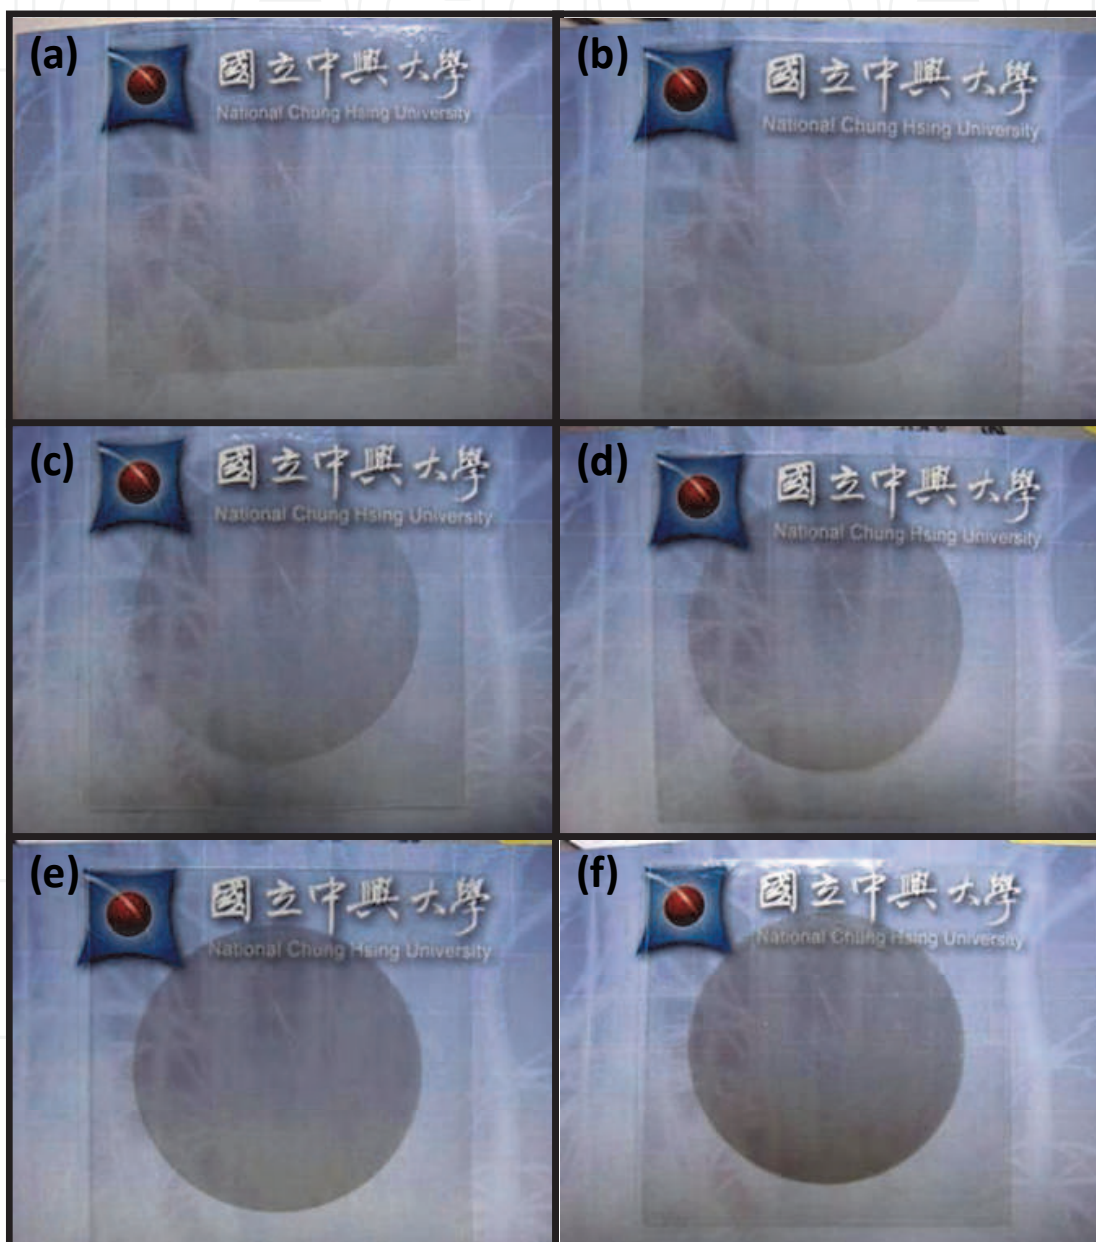 (a)
國立中興大學
National Chung Hsing University
(b)
國立中興大學
National Chung Hsing University
(c)
國立中興大學
National Chung Hsing University
(d)
國立中興大學
National Chung Hsing University
(e)
國立中興大學
National Chung Hsing University
(f)
國立中興大學
National Chung Hsing University